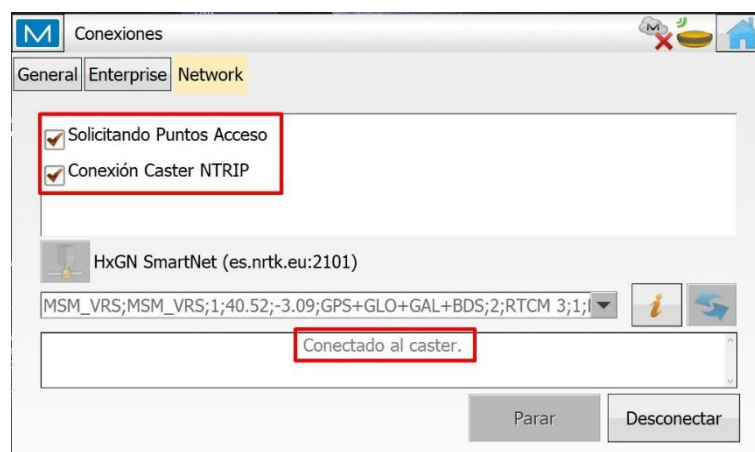 Conexiones
M
General Enterprise Network
Solicitando Puntos Acceso
Conexión Caster NTRIP
HxGN SmartNet (es.nrtk.eu:2101)
MSM_VRS;MSM_VRS;1;40.52;-3.09;GPS+GLO+GAL+BDS;2;RTCM 3;1;
i
Conectado al caster.
Parar Desconectar